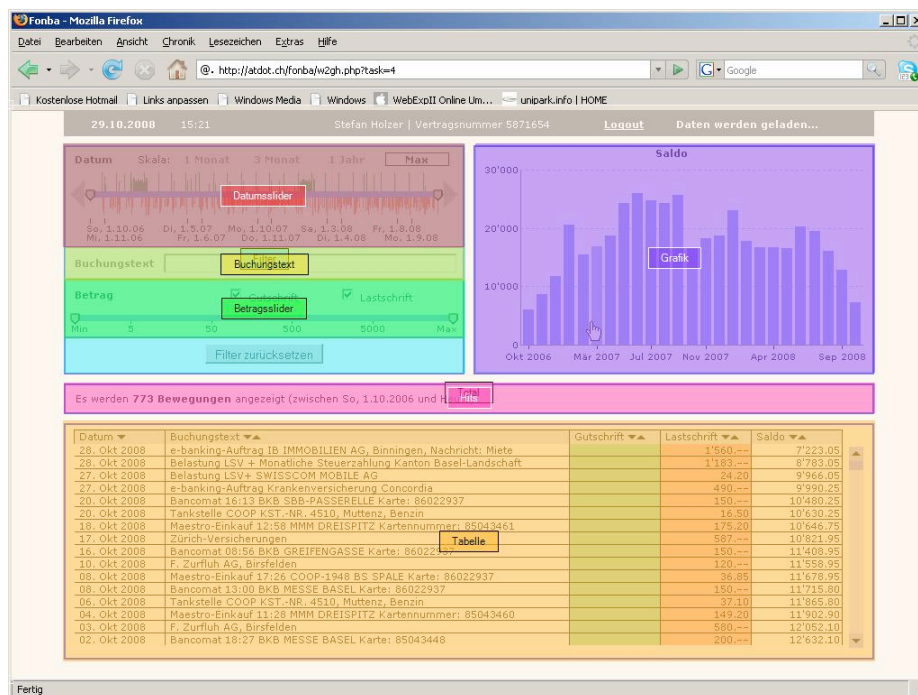 Fonba - Mozilla Firefox
Datei Bearbeiten Ansicht Chronik Lesezeichen Extras Hilfe
@. http://atdot.ch/fonba/w2gh.php?task=4
G Google
Kostenlose Hotmail Links anpassen Windows Media Windows WebExpII Online Um... unipark.info | HOME
29.10.2008 15:21 Stefan Holzer | Vertragsnummer 5871654 Logout Daten werden geladen...
Datum Skala: 1 Monat 3 Monat 1 Jahr Max
Datumsslider
So, 1.10.06 Di, 1.5.07 Mo, 1.10.07 Sa, 1.3.08 Fr, 1.8.08
Mi, 1.11.06 Fr, 1.6.07 Do, 1.11.07 Di, 1.4.08 Mo, 1.9.08
Filter
Buchungstext Buchungstext
Betrag Gutschrift Lastschrift
Betragsslider
Min 5 50 500 5000 Max
Filter zurücksetzen
Saldo
30'000
20'000
Grafik
10'000
Okt 2006 Mär 2007 Jul 2007 Nov 2007 Apr 2008 Sep 2008
Total
Es werden 773 Bewegungen angezeigt (zwischen So, 1.10.2006 und Hits
Datum Buchungstext Gutschrift Lastschrift Saldo
28. Okt 2008 e-banking-Auftrag IB IMMOBILIEN AG, Binningen, Nachricht: Miete 1'560.-- 7'223.05
28. Okt 2008 Belastung LSV + Monatliche Steuerzahlung Kanton Basel-Landschaft 1'183.-- 8'783.05
27. Okt 2008 Belastung LSV+ SWISSCOM MOBILE AG 24.20 9'966.05
27. Okt 2008 e-banking-Auftrag Krankenversicherung Concordia 490.-- 9'990.25
20. Okt 2008 Bancomat 16:13 BKB SBB-PASSERELLE Karte: 86022937 150.-- 10'480.25
20. Okt 2008 Tankstelle COOP KST.-NR. 4510, Muttenz, Benzin 16.50 10'630.25
18. Okt 2008 Maestro-Einkauf 12:58 MMM DREISPITZ Kartennummer: 85043461 175.20 10'646.75
17. Okt 2008 Zürich-Versicherungen 587.-- 10'821.95
Tabelle
16. Okt 2008 Bancomat 08:56 BKB GREIFENGASSE Karte: 86022937 150.-- 11'408.95
10. Okt 2008 F. Zurfluh AG, Birsfelden 120.-- 11'558.95
08. Okt 2008 Maestro-Einkauf 17:26 COOP-1948 BS SPALE Karte: 86022937 36.85 11'678.95
08. Okt 2008 Bancomat 13:00 BKB MESSE BASEL Karte: 86022937 150.-- 11'715.80
06. Okt 2008 Tankstelle COOP KST.-NR. 4510, Muttenz, Benzin 37.10 11'865.80
04. Okt 2008 Maestro-Einkauf 11:28 MMM DREISPITZ Kartennummer: 85043460 149.20 11'902.90
03. Okt 2008 F. Zurfluh AG, Birsfelden 580.-- 12'052.10
02. Okt 2008 Bancomat 18:27 BKB MESSE BASEL Karte: 85043448 200.-- 12'632.10
Fertig